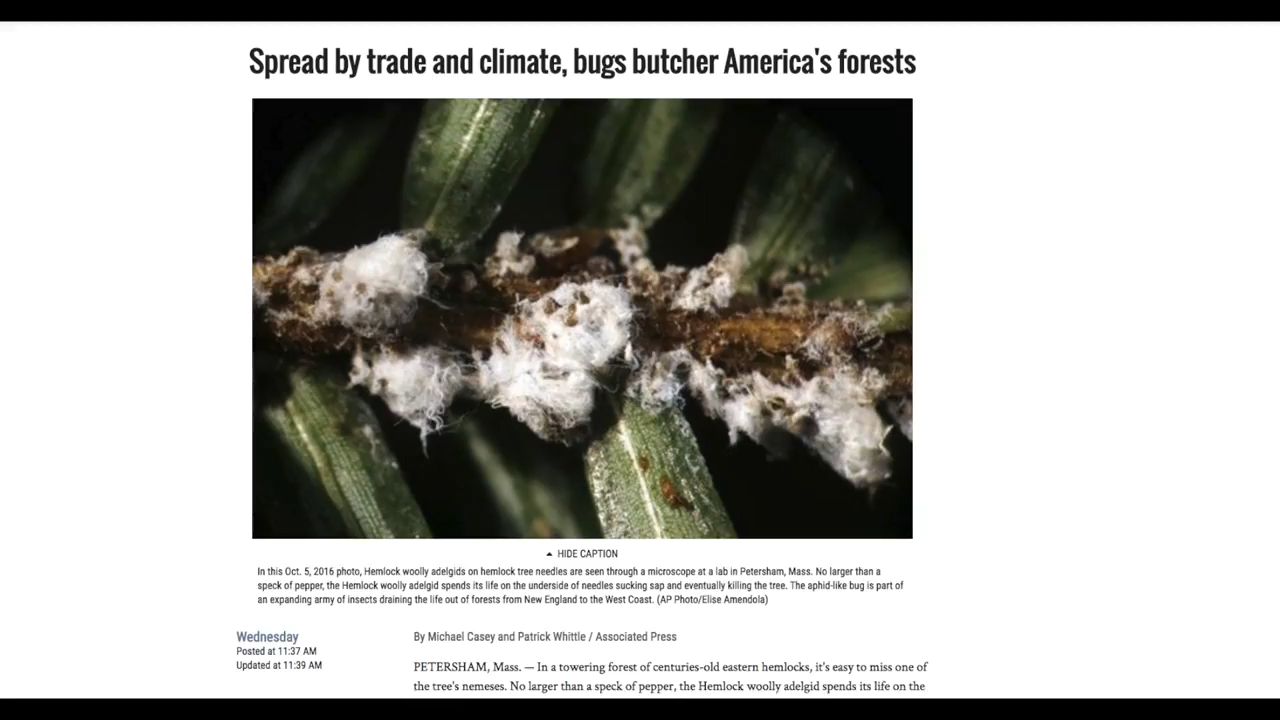 Spread by trade and climate, bugs butcher America's forests
HIDE CAPTION
In this Oct. 5, 2016 photo, Hemlock woolly adelgids on hemlock tree needles are seen through a microscope at a lab in Petersham, Mass. No larger than a
speck of pepper, the Hemlock woolly adelgid spends its life on the underside of needles sucking sap and eventually killing the tree. The aphid-like bug is part of
an expanding army of insects draining the life out of forests from New England to the West Coast. (AP Photo/Elise Amendola)
Wednesday
Posted at 11:37 AM
Updated at 11:39 AM
By Michael Casey and Patrick Whittle / Associated Press
PETERSHAM, Mass. — In a towering forest of centuries-old eastern hemlocks, it's easy to miss one of
the tree's nemeses. No larger than a speck of pepper, the Hemlock woolly adelgid spends its life on the